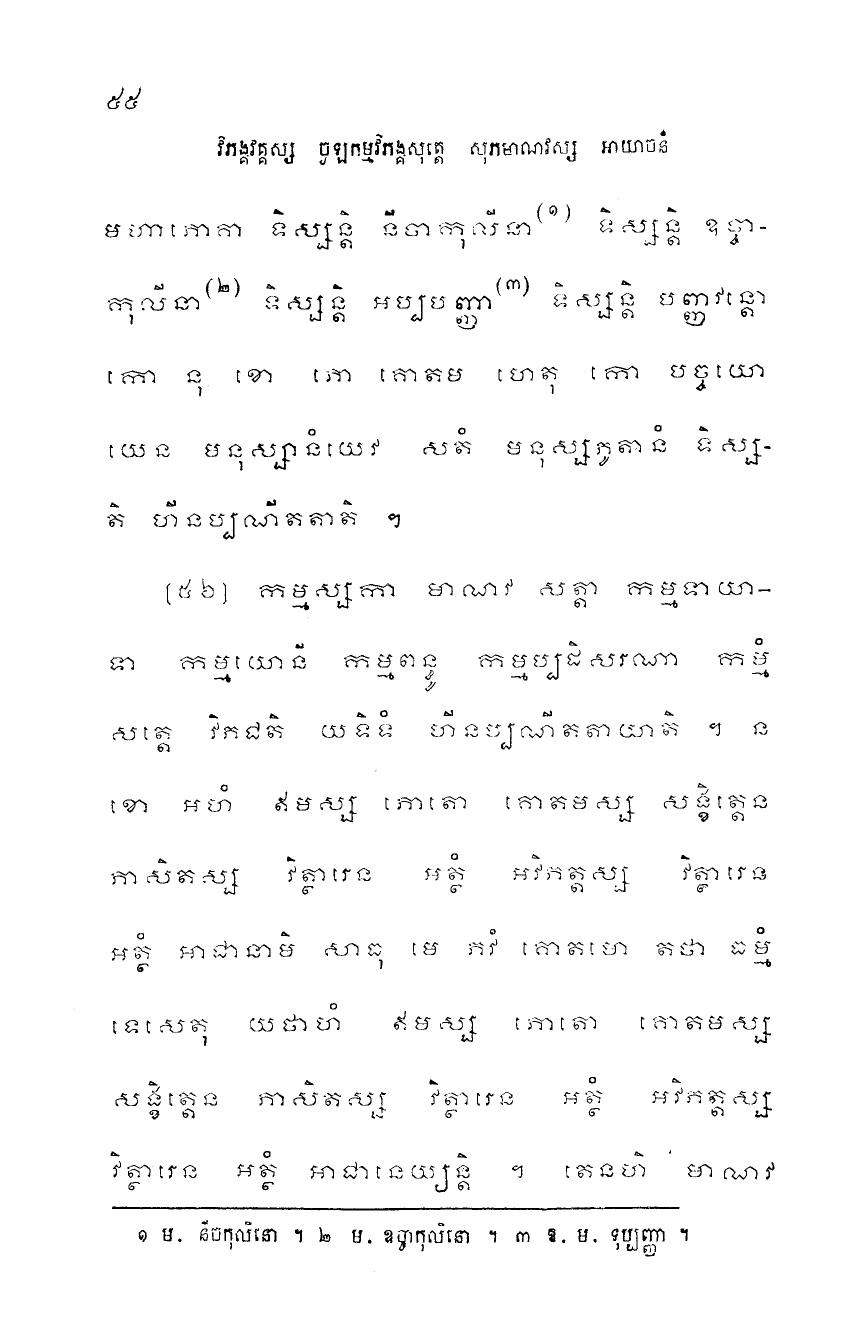 ៥៥
វិភង្គវគ្គស្ស ចូឡកម្មវិភង្គសុត្តេ សុភមាណវស្ស អាយាចនំ
មហាភោគា ទិស្សន្តិ នីចាកុលីនា(១) ទិស្សន្តិ ឧច្ចា-
កុលីនា(២) ទិស្សន្តិ អប្បបញ្ញា(៣) ទិស្សន្តិ បញ្ញវន្តោ
កោ នុ ខោ ភោ គោតម ហេតុ កោ បច្ចយោ
យេន មនុស្សានំយេវ សតំ មនុស្សភូតានំ ទិស្ស-
តិ ហីនប្បណីតតាតិ ។
[៥៦] កម្មស្សកា មាណវ សត្តា កម្មទាយា-
ទា កម្មយោនី កម្មពន្ធូ កម្មប្បដិសរណា កម្មំ
សត្តេ វិភជតិ យទិទំ ហីនប្បណីតតាយាតិ ។ ន
ខោ អហំ ឥមស្ស ភោតោ គោតមស្ស សង្ខិត្តេន
ភាសិតស្ស វិត្ថារេន អត្ថំ អវិភត្តស្ស វិត្ថារេន
អត្ថំ អាជានាមិ សាធុ មេ ភវំ គោតមោ តថា ធម្មំ
ទេសេតុ យថាហំ ឥមស្ស ភោតោ គោតមស្ស
សង្ខិត្តេន ភាសិតស្ស វិត្ថារេន អត្ថំ អវិភត្តស្ស
វិត្ថារេន អត្ថំ អាជានេយ្យន្តិ ។ តេនហិ មាណវ
១ ម. នីចកុលិនោ ។ ២ ម. ឧច្ចាកុលិនោ ។ ៣ ឱ. ម. ទុប្បញ្ញា ។